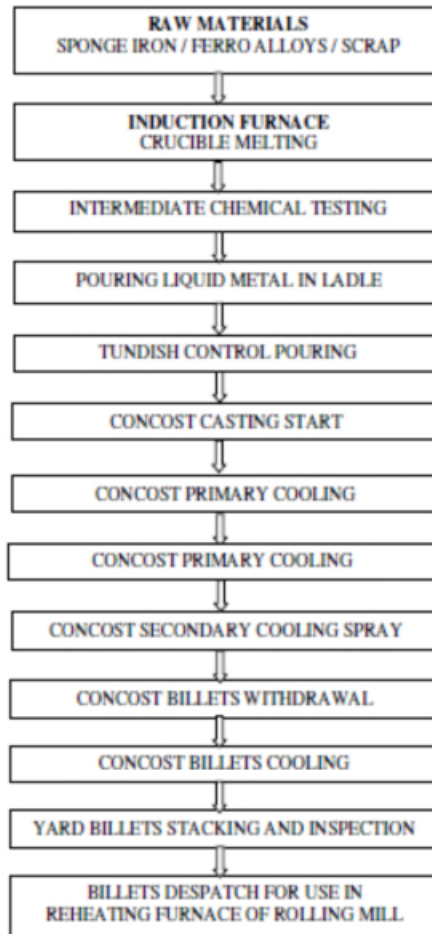 RAW MATERIALS
SPONGE IRON / FERRO ALLOYS / SCRAP
INDUCTION FURNACE
CRUCIBLE MELTING
INTERMEDIATE CHEMICAL TESTING
POURING LIQUID METAL IN LADLE
TUNDISH CONTROL POURING
CONCOST CASTING START
CONCOST PRIMARY COOLING
CONCOST PRIMARY COOLING
CONCOST SECONDARY COOLING SPRAY
CONCOST BILLETS WITHDRAWAL
CONCOST BILLETS COOLING
YARD BILLETS STACKING AND INSPECTION
BILLETS DESPATCH FOR USE IN
REHEATING FURNACE OF ROLLING MILL